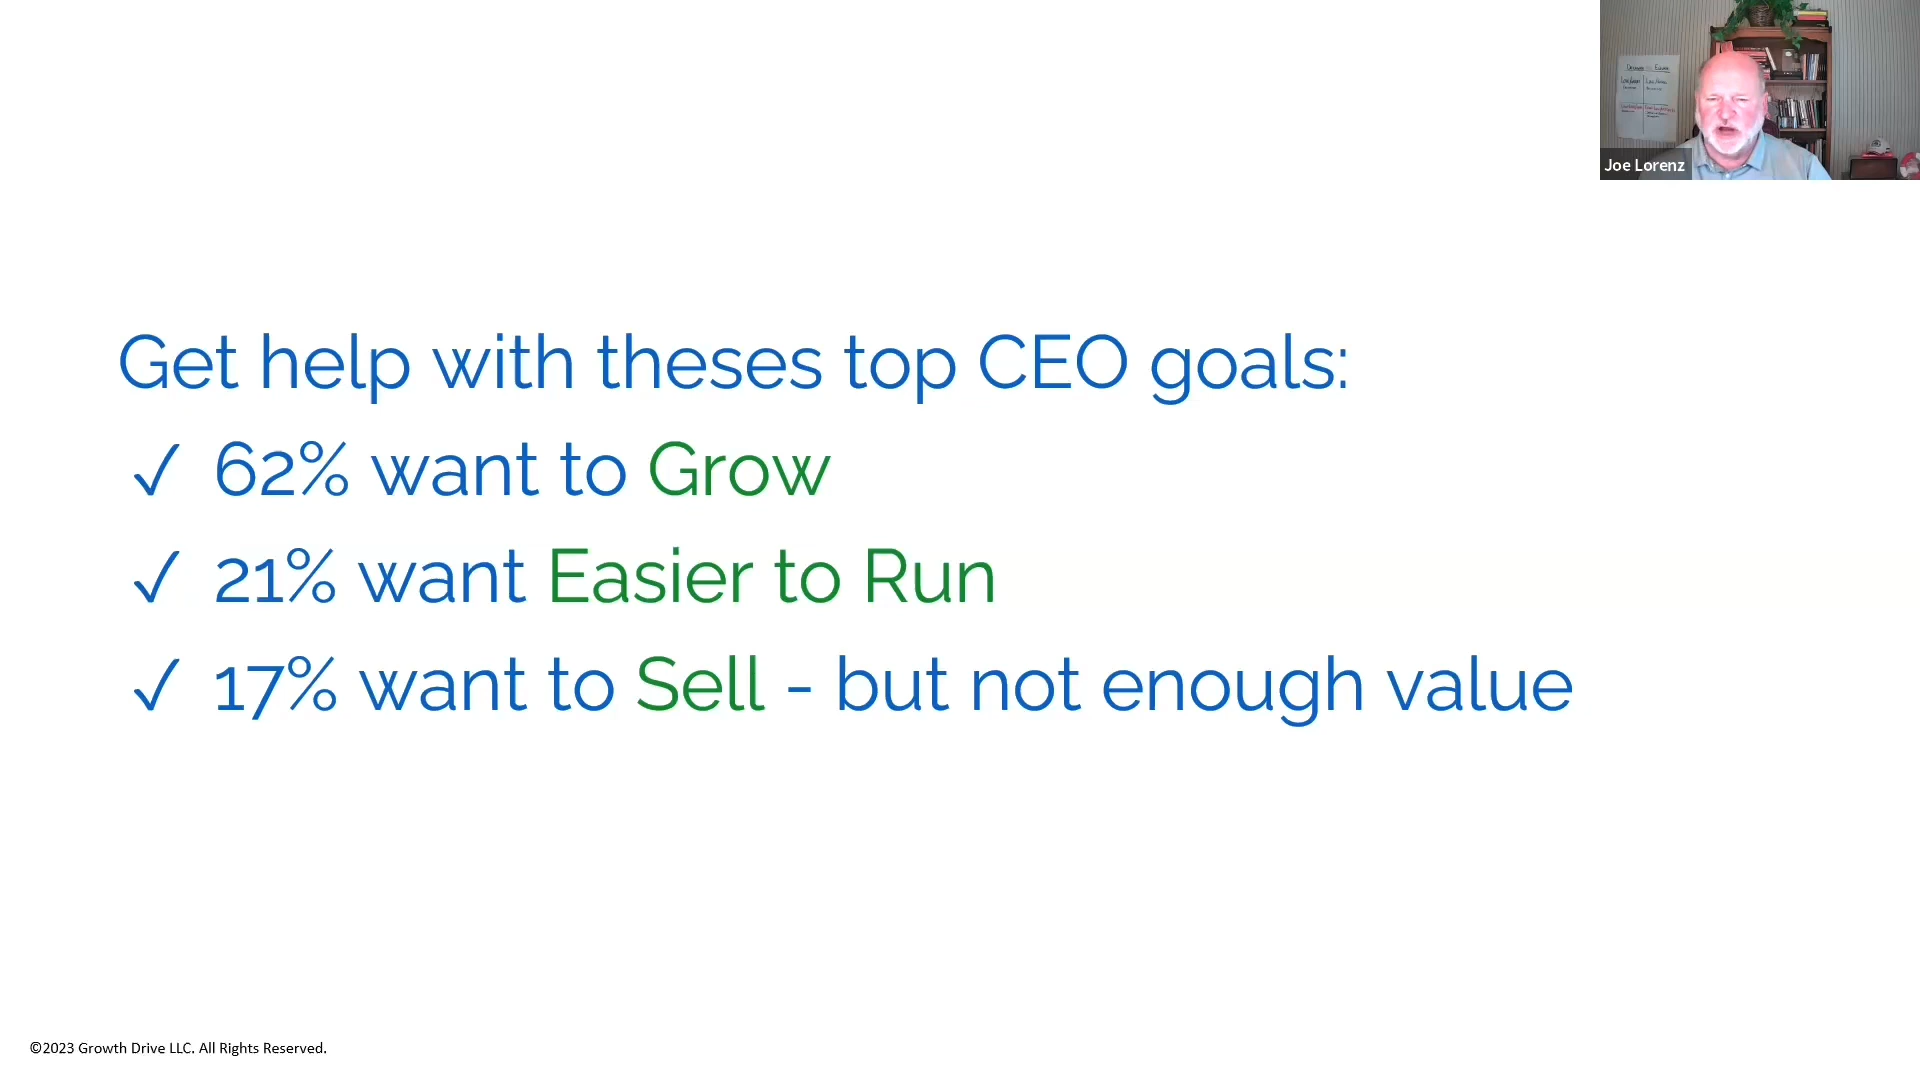 Get help with theses top CEO goals:
✓ 62% want to Grow
✓ 21% want Easier to Run
✓ 17% want to Sell - but not enough value
Joe Lorenz
©2023 Growth Drive LLC. All Rights Reserved.